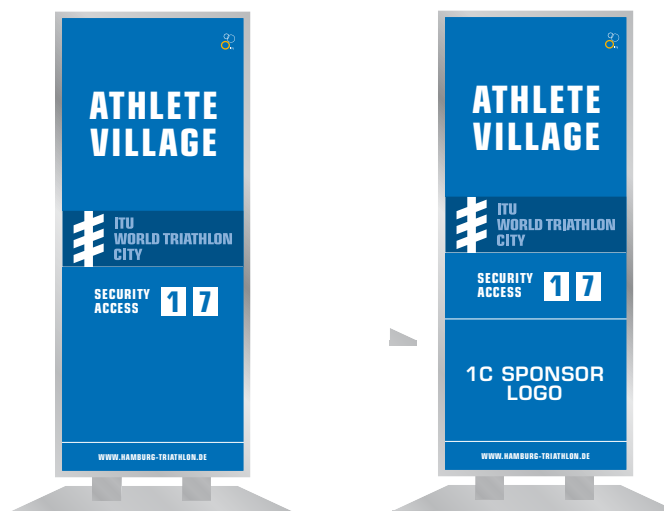 ATHLETE
VILLAGE
ITU
WORLD TRIATHLON
CITY
SECURITY
ACCESS 1 7
WWW.HAMBURG-TRIATHLON.DE
ATHLETE
VILLAGE
ITU
WORLD TRIATHLON
CITY
SECURITY
ACCESS 1 7
1C SPONSOR
LOGO
WWW.HAMBURG-TRIATHLON.DE